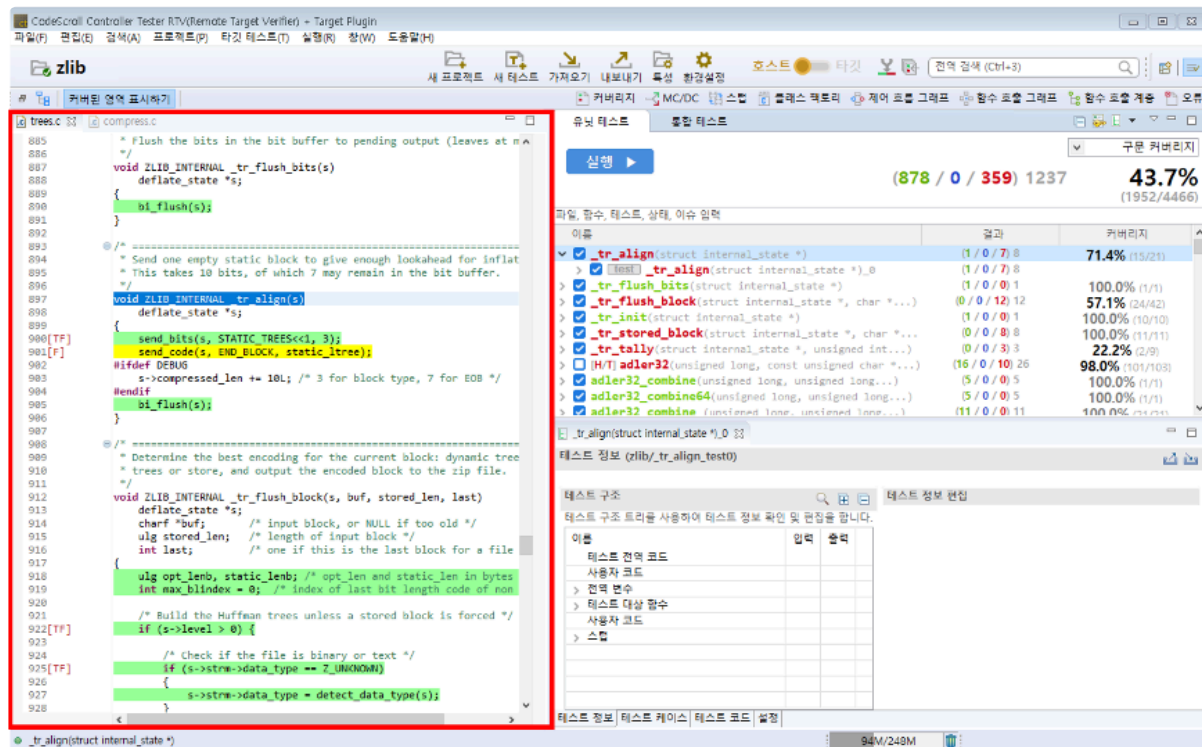 CodeScroll Controller Tester RTV(Remote Target Verifier) + Target Plugin
파일(F) 편집(E) 검색(A) 프로젝트(P) 타깃 테스트(T) 실행(R) 창(W) 도움말(H)
zlib
새 프로젝트 새 테스트 가져오기 내보내기 특성 환경설정
호스트 타깃
전역 검색 (Ctrl+3)
커버된 영역 표시하기
커버리지 MC/DC 스텁 클래스 팩토리 제어 흐름 그래프 함수 호출 그래프 함수 호출 계층 오류
trees.c compress.c
885 * Flush the bits in the bit buffer to pending output (leaves at m
886 */
887 void ZLIB_INTERNAL _tr_flush_bits(s)
888 deflate_state *s;
889 {
890 bi_flush(s);
891 }
892
893 /* ===========================================================
894 * Send one empty static block to give enough lookahead for inflat
895 * This takes 10 bits, of which 7 may remain in the bit buffer.
896 */
897 void ZLIB_INTERNAL _tr_align(s)
898 deflate_state *s;
899 {
900[TF] send_bits(s, STATIC_TREES<<1, 3);
901[F] send_code(s, END_BLOCK, static_ltree);
902 #ifdef DEBUG
903 s->compressed_len += 10L; /* 3 for block type, 7 for EOB */
904 #endif
905 bi_flush(s);
906 }
907
908 /* ===========================================================
909 * Determine the best encoding for the current block: dynamic tree
910 * trees or store, and output the encoded block to the zip file.
911 */
912 void ZLIB_INTERNAL _tr_flush_block(s, buf, stored_len, last)
913 deflate_state *s;
914 charf *buf; /* input block, or NULL if too old */
915 ulg stored_len; /* length of input block */
916 int last; /* one if this is the last block for a file
917 {
918 ulg opt_lenb, static_lenb; /* opt_len and static_len in bytes
919 int max_blindex = 0; /* index of last bit length code of non
920
921 /* Build the Huffman trees unless a stored block is forced */
922[TF] if (s->level > 0) {
923
924 /* Check if the file is binary or text */
925[TF] if (s->strm->data_type == Z_UNKNOWN)
926 {
927 s->strm->data_type = detect_data_type(s);
928 }
유닛 테스트 통합 테스트
실행
구문 커버리지
(878 / 0 / 359) 1237
43.7%
(1952/4466)
파일, 함수, 테스트, 상태, 이슈 입력
이름 결과 커버리지
_tr_align(struct internal_state *) (1 / 0 / 7) 8 71.4% (15/21)
test _tr_align(struct internal_state *)_0 (1 / 0 / 7) 8
_tr_flush_bits(struct internal_state *) (1 / 0 / 0) 1 100.0% (1/1)
_tr_flush_block(struct internal_state *, char *...) (0 / 0 / 12) 12 57.1% (24/42)
_tr_init(struct internal_state *) (1 / 0 / 0) 1 100.0% (10/10)
_tr_stored_block(struct internal_state *, char *... (0 / 0 / 8) 8 100.0% (11/11)
_tr_tally(struct internal_state *, unsigned int...) (0 / 0 / 3) 3 22.2% (2/9)
[H/T] adler32(unsigned long, const unsigned char *...) (16 / 0 / 10) 26 98.0% (101/103)
adler32_combine(unsigned long, unsigned long...) (5 / 0 / 0) 5 100.0% (1/1)
adler32_combine64(unsigned long, unsigned long...) (5 / 0 / 0) 5 100.0% (1/1)
adler32_combine_(unsigned long, unsigned long...) (11 / 0 / 0) 11 100.0% (21/21)
_tr_align(struct internal_state *)_0
테스트 정보 (zlib/_tr_align_test0)
테스트 구조
테스트 정보 편집
테스트 구조 트리를 사용하여 테스트 정보 확인 및 편집을 합니다.
이름 입력 출력
테스트 전역 코드
사용자 코드
전역 변수
테스트 대상 함수
사용자 코드
스텁
테스트 정보 테스트 케이스 테스트 코드 설정
_tr_align(struct internal_state *)
94M/248M